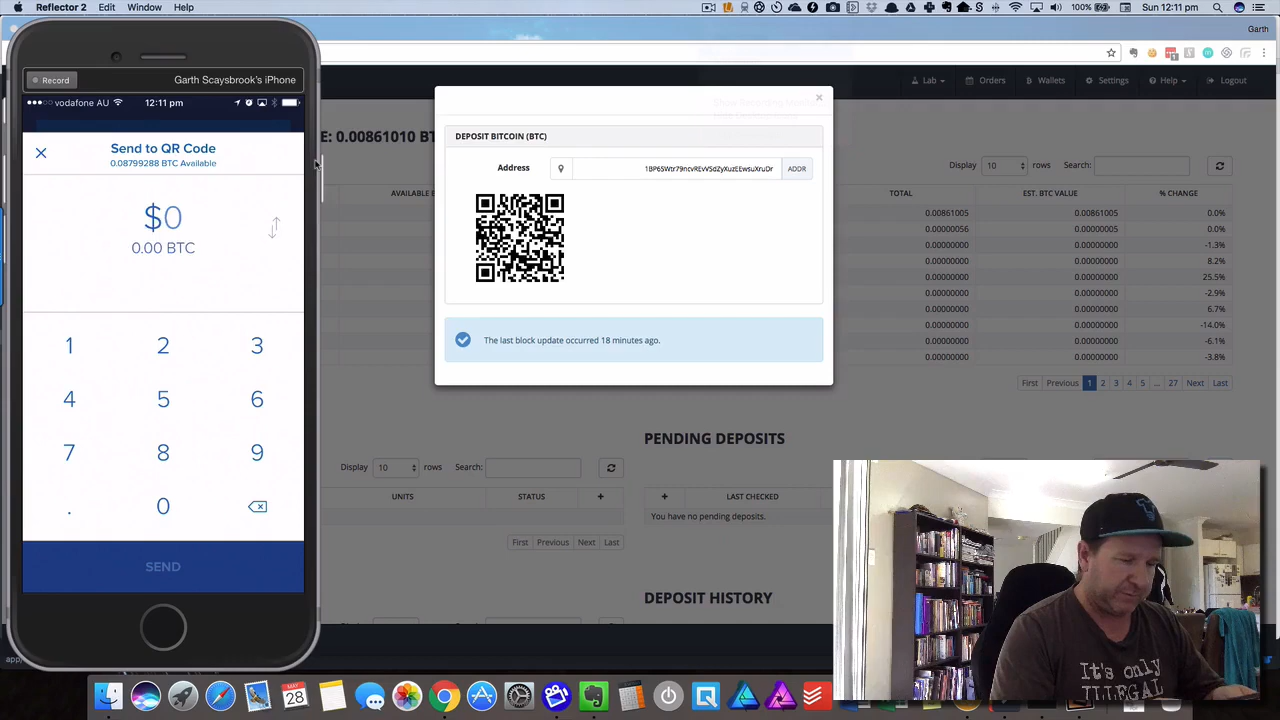 Reflector 2 Edit Window Help
100% Sun 12:11 pm
Garth
Record Garth Scaysbrook's iPhone
vodafone AU 12:11 pm
Send to QR Code
0.08799288 BTC Available
$0
0.00 BTC
1 2 3
4 5 6
7 8 9
. 0
SEND
Lab Orders Wallets Settings Help Logout
E: 0.00861010 BT
Display 10 rows Search:
AVAILABLE B TOTAL EST. BTC VALUE % CHANGE
0.00861005 0.00861005 0.0%
0.00000056 0.00000005 0.0%
0.00000000 0.00000000 -1.3%
0.00000000 0.00000000 8.2%
0.00000000 0.00000000 25.5%
0.00000000 0.00000000 -2.9%
0.00000000 0.00000000 6.7%
0.00000000 0.00000000 -14.0%
0.00000000 0.00000000 -6.1%
0.00000000 0.00000000 -3.8%
First Previous 1 2 3 4 5 ... 27 Next Last
DEPOSIT BITCOIN (BTC)
Address ADDR
The last block update occurred 18 minutes ago.
Display 10 rows Search:
UNITS STATUS +
First Previous Next Last
PENDING DEPOSITS
+ LAST CHECKED
You have no pending deposits.
DEPOSIT HISTORY
app/
MAY
28
It's only
ILLEGAL